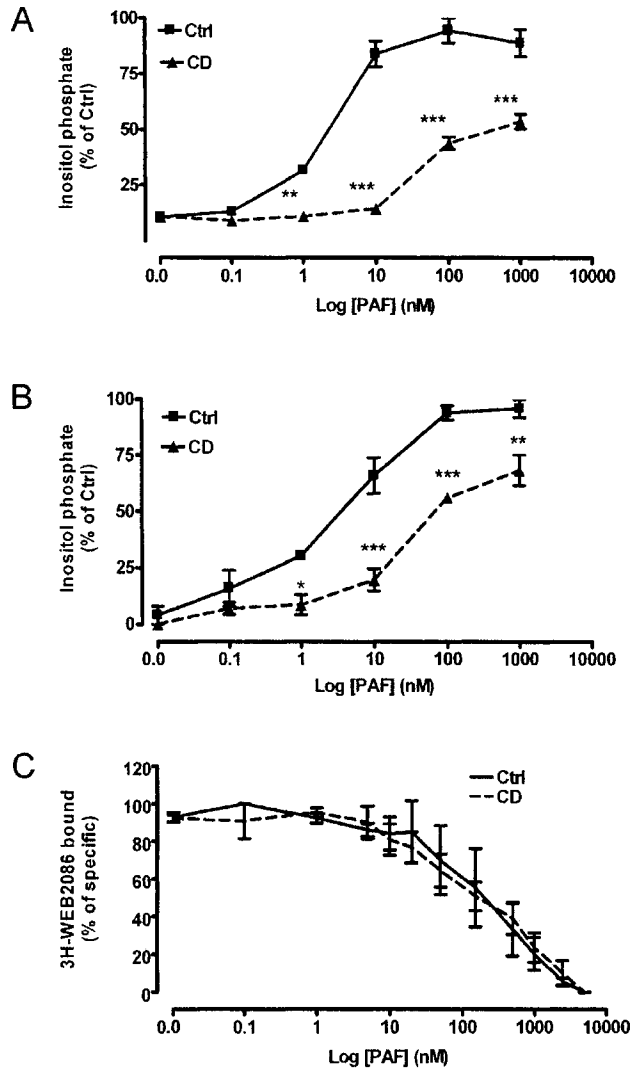 A
100
75
50
25
Inositol phosphate
(% of Ctrl)
Ctrl
CD
**
***
***
***
0.0 0.1 1 10 100 1000 10000
Log [PAF] (nM)
B
100
75
50
25
0
Inositol phosphate
(% of Ctrl)
Ctrl
CD
*
***
***
**
0.0 0.1 1 10 100 1000 10000
Log [PAF] (nM)
C
120
100
80
60
40
20
0
3H-WEB2086 bound
(% of specific)
Ctrl
CD
0.0 0.1 1 10 100 1000 10000
Log [PAF] (nM)